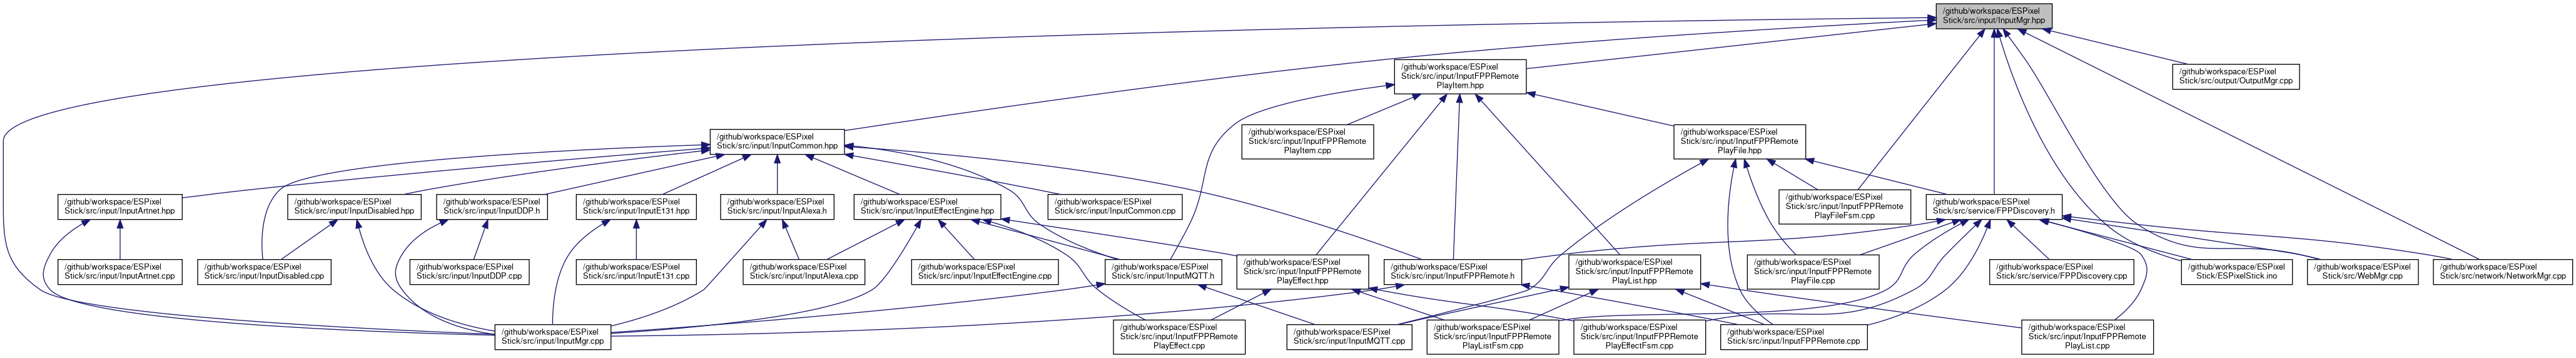 /github/workspace/ESPixel
Stick/src/input/InputMgr.hpp
/github/workspace/ESPixel
Stick/src/input/InputFPPRemote
PlayItem.hpp
/github/workspace/ESPixel
Stick/src/output/OutputMgr.cpp
/github/workspace/ESPixel
Stick/src/input/InputCommon.hpp
/github/workspace/ESPixel
Stick/src/input/InputFPPRemote
PlayItem.cpp
/github/workspace/ESPixel
Stick/src/input/InputFPPRemote
PlayFile.hpp
/github/workspace/ESPixel
Stick/src/input/InputArtnet.hpp
/github/workspace/ESPixel
Stick/src/input/InputDisabled.hpp
/github/workspace/ESPixel
Stick/src/input/InputDDP.h
/github/workspace/ESPixel
Stick/src/input/InputE131.hpp
/github/workspace/ESPixel
Stick/src/input/InputAlexa.h
/github/workspace/ESPixel
Stick/src/input/InputEffectEngine.hpp
/github/workspace/ESPixel
Stick/src/input/InputCommon.cpp
/github/workspace/ESPixel
Stick/src/input/InputFPPRemote
PlayFileFsm.cpp
/github/workspace/ESPixel
Stick/src/service/FPPDiscovery.h
/github/workspace/ESPixel
Stick/src/input/InputArtnet.cpp
/github/workspace/ESPixel
Stick/src/input/InputDisabled.cpp
/github/workspace/ESPixel
Stick/src/input/InputDDP.cpp
/github/workspace/ESPixel
Stick/src/input/InputE131.cpp
/github/workspace/ESPixel
Stick/src/input/InputAlexa.cpp
/github/workspace/ESPixel
Stick/src/input/InputEffectEngine.cpp
/github/workspace/ESPixel
Stick/src/input/InputMQTT.h
/github/workspace/ESPixel
Stick/src/input/InputFPPRemote
PlayEffect.hpp
/github/workspace/ESPixel
Stick/src/input/InputFPPRemote.h
/github/workspace/ESPixel
Stick/src/input/InputFPPRemote
PlayList.hpp
/github/workspace/ESPixel
Stick/src/input/InputFPPRemote
PlayFile.cpp
/github/workspace/ESPixel
Stick/src/service/FPPDiscovery.cpp
/github/workspace/ESPixel
Stick/ESPixelStick.ino
/github/workspace/ESPixel
Stick/src/WebMgr.cpp
/github/workspace/ESPixel
Stick/src/network/NetworkMgr.cpp
/github/workspace/ESPixel
Stick/src/input/InputMgr.cpp
/github/workspace/ESPixel
Stick/src/input/InputFPPRemote
PlayEffect.cpp
/github/workspace/ESPixel
Stick/src/input/InputMQTT.cpp
/github/workspace/ESPixel
Stick/src/input/InputFPPRemote
PlayListFsm.cpp
/github/workspace/ESPixel
Stick/src/input/InputFPPRemote
PlayEffectFsm.cpp
/github/workspace/ESPixel
Stick/src/input/InputFPPRemote.cpp
/github/workspace/ESPixel
Stick/src/input/InputFPPRemote
PlayList.cpp